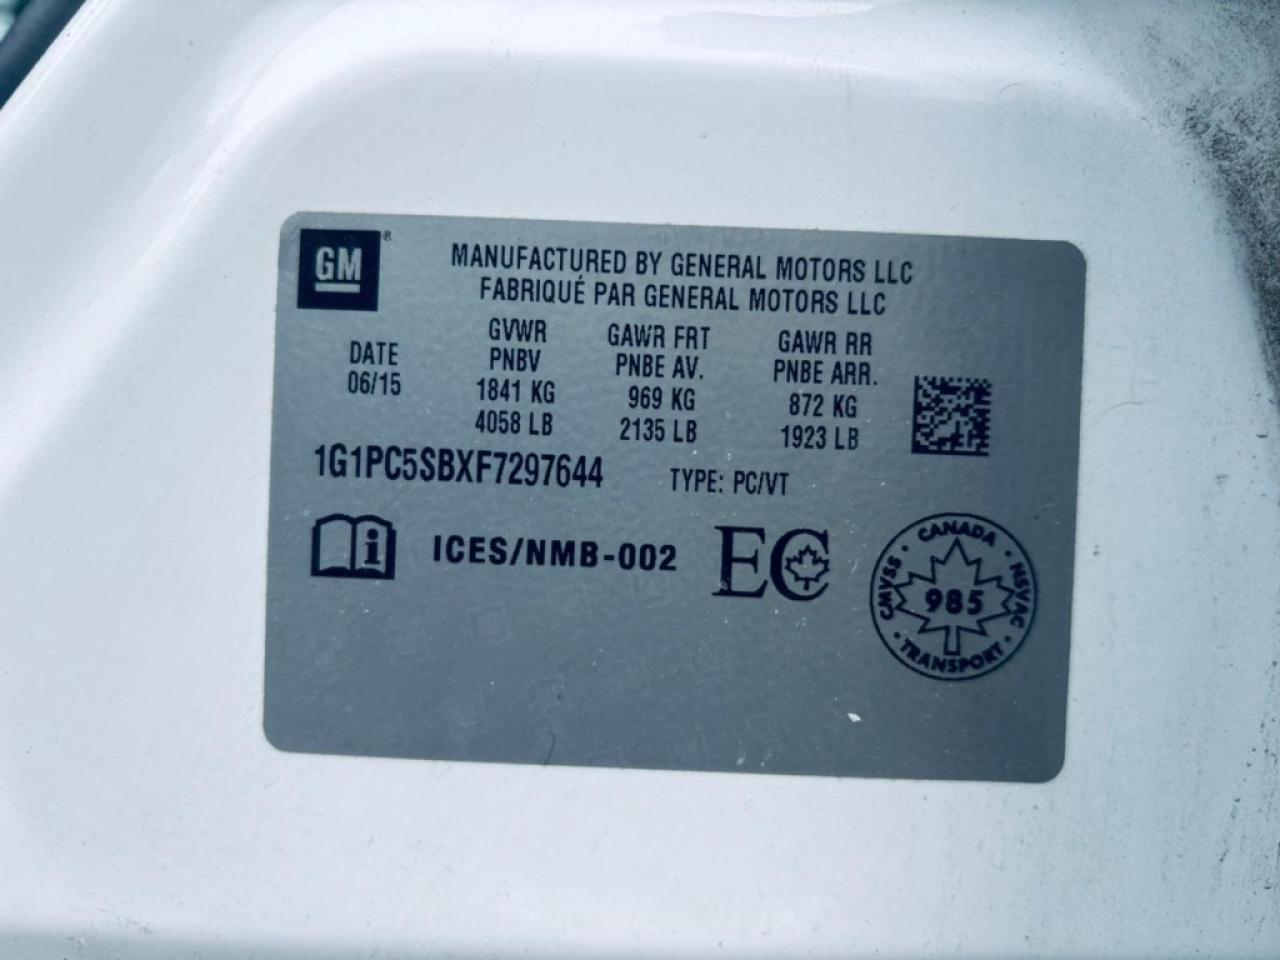 GM®
MANUFACTURED BY GENERAL MOTORS LLC
FABRIQUÉ PAR GENERAL MOTORS LLC
DATE
06/15
GVWR
PNBV
1841 KG
4058 LB
GAWR FRT
PNBE AV.
969 KG
2135 LB
GAWR RR
PNBE ARR.
872 KG
1923 LB
1G1PC5SBXF7297644 TYPE: PC/VT
i ICES/NMB-002 EC
CANADA
CMVSS • 985 • NSVAC
TRANSPORT